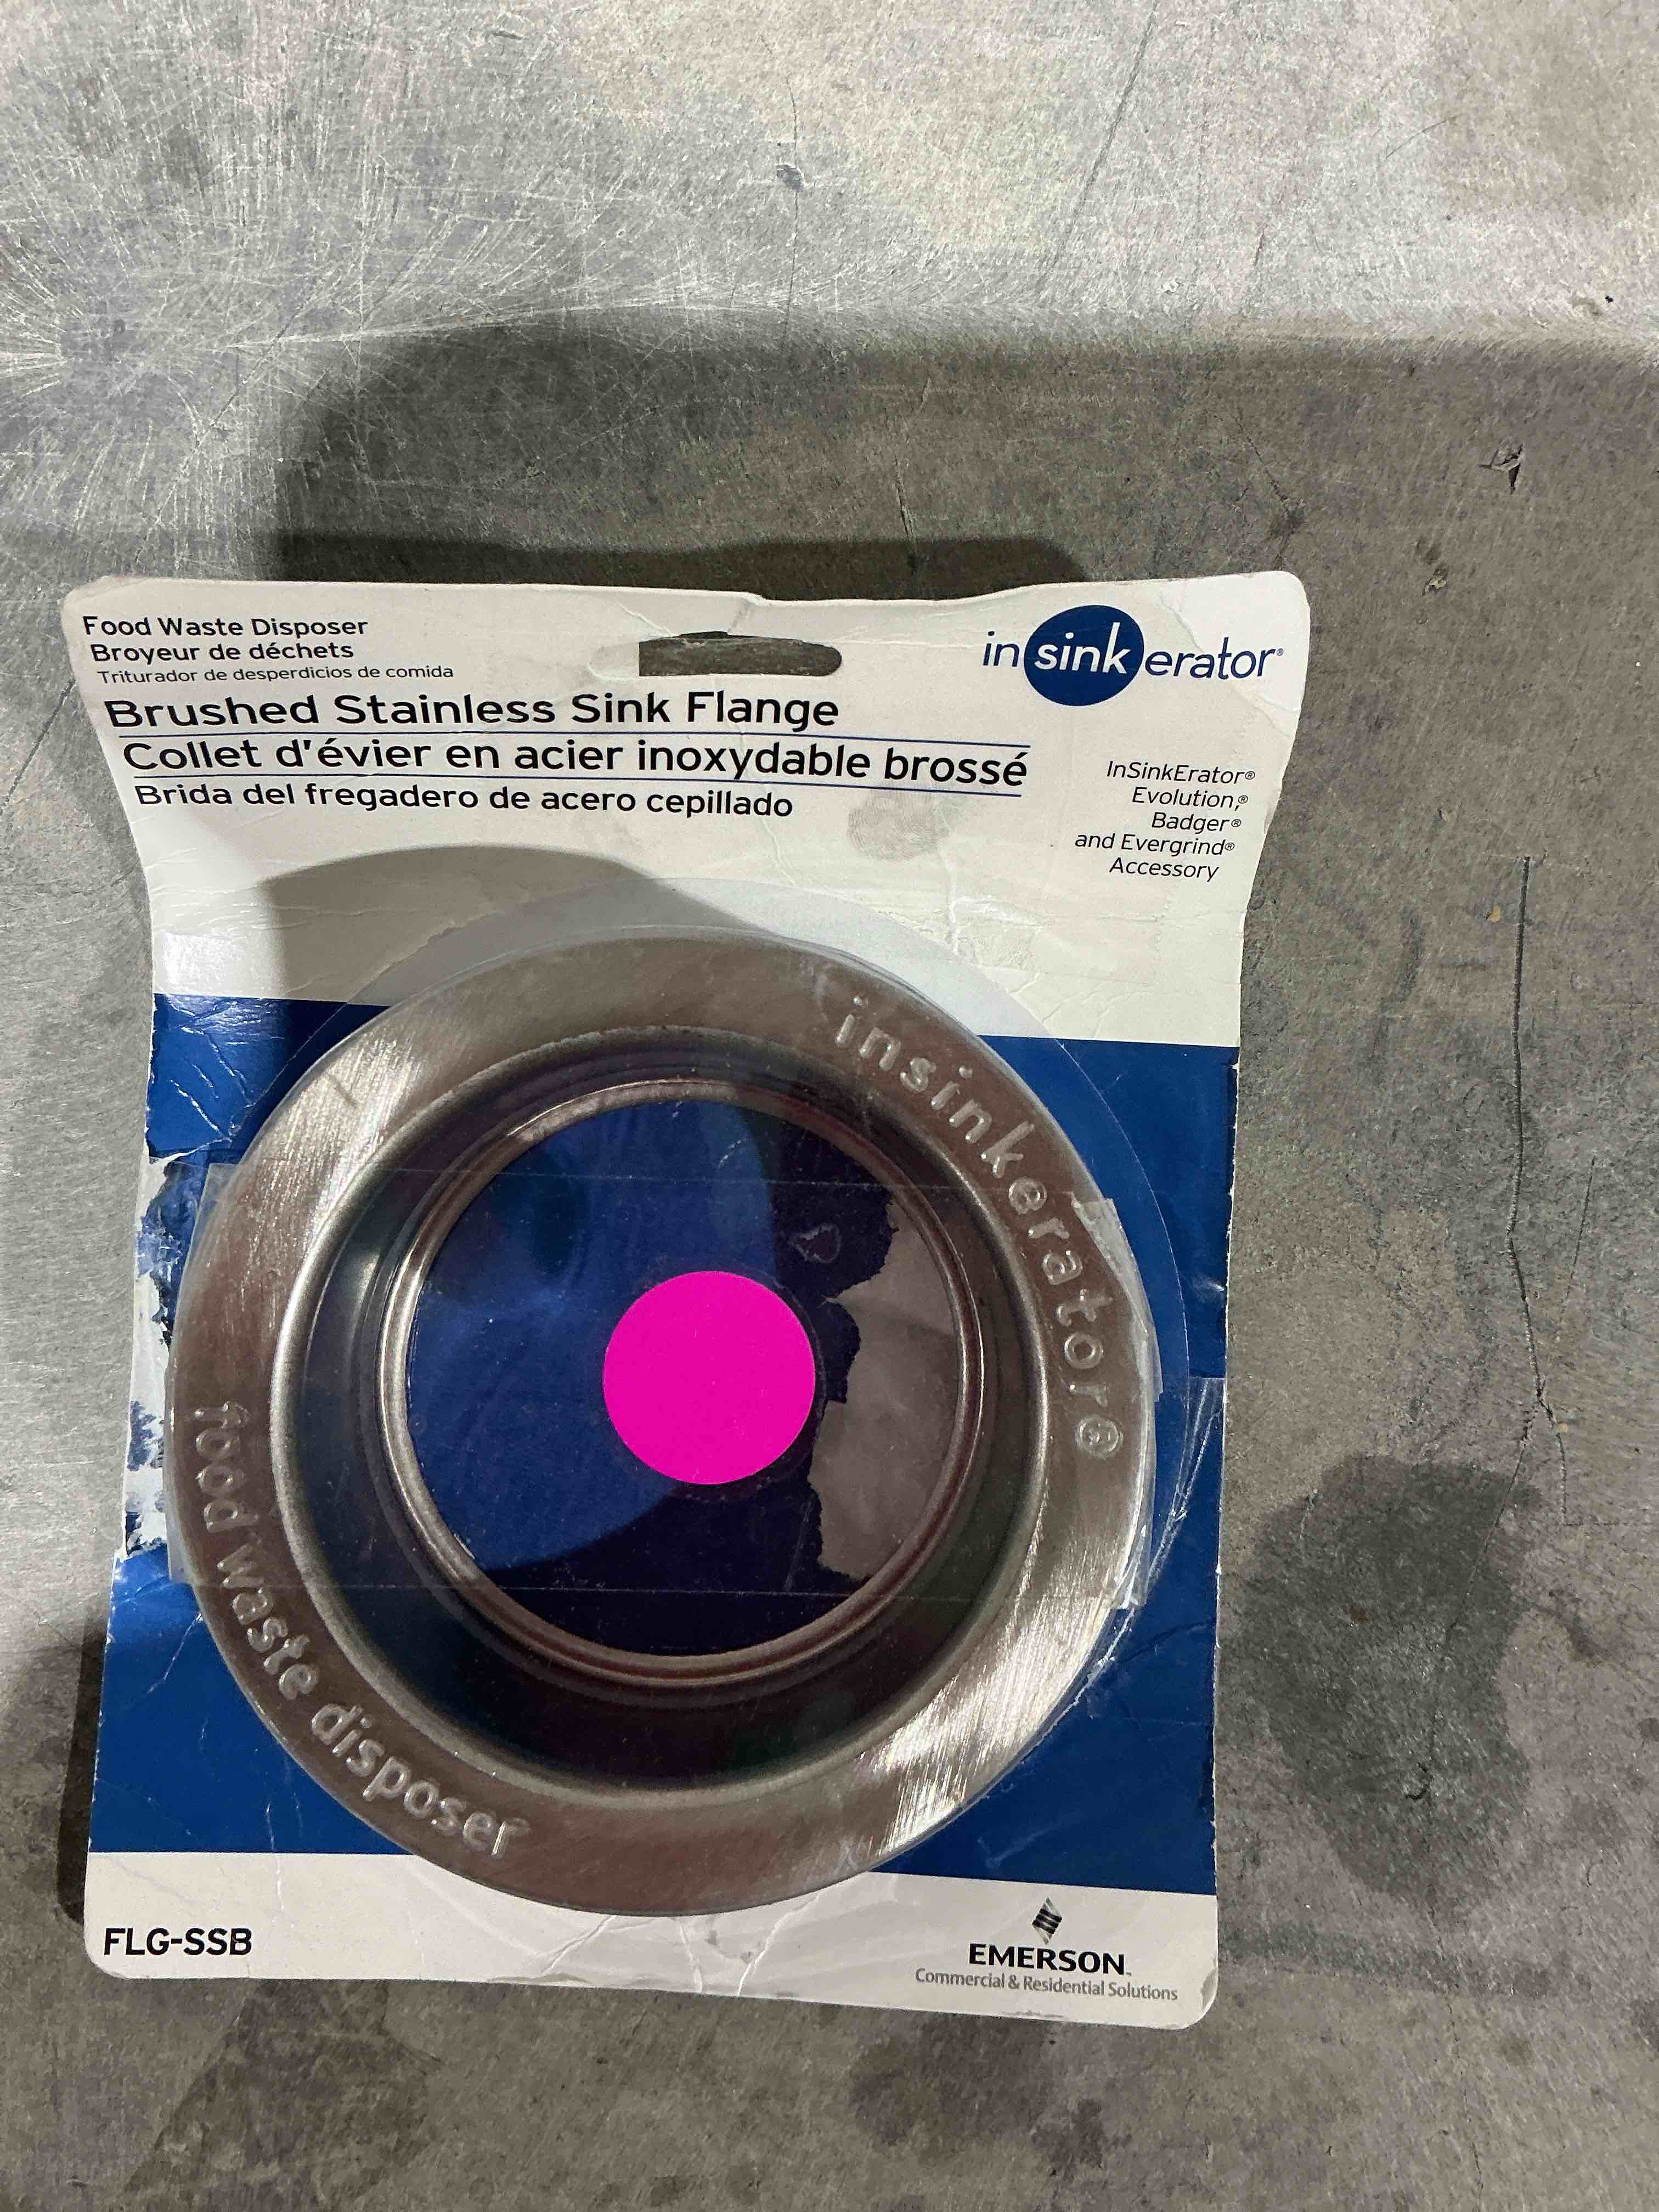 Food Waste Disposer
Broyeur de déchets
Triturador de desperdicios de comida
Brushed Stainless Sink Flange
Collet d'évier en acier inoxydable brossé
Brida del fregadero de acero cepillado
insinkerator®
InSinkErator®
Evolution,®
Badger®
and Evergrind®
Accessory
insinkerator®
food waste disposer
FLG-SSB
EMERSON™
Commercial & Residential Solutions